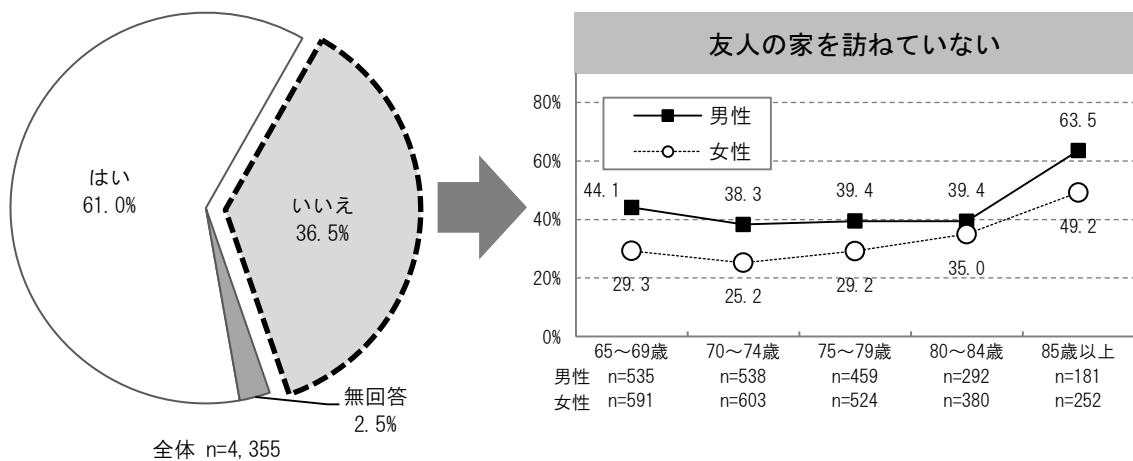 はい
61.0%
いいえ
36.5%
無回答
2.5%
全体 n=4,355
友人の家を訪ねていない
80%
60%
40%
20%
0%
男性
女性
44.1
38.3
39.4
39.4
63.5
29.3
25.2
29.2
35.0
49.2
65～69歳 70～74歳 75～79歳 80～84歳 85歳以上
男性 n=535 n=538 n=459 n=292 n=181
女性 n=591 n=603 n=524 n=380 n=252